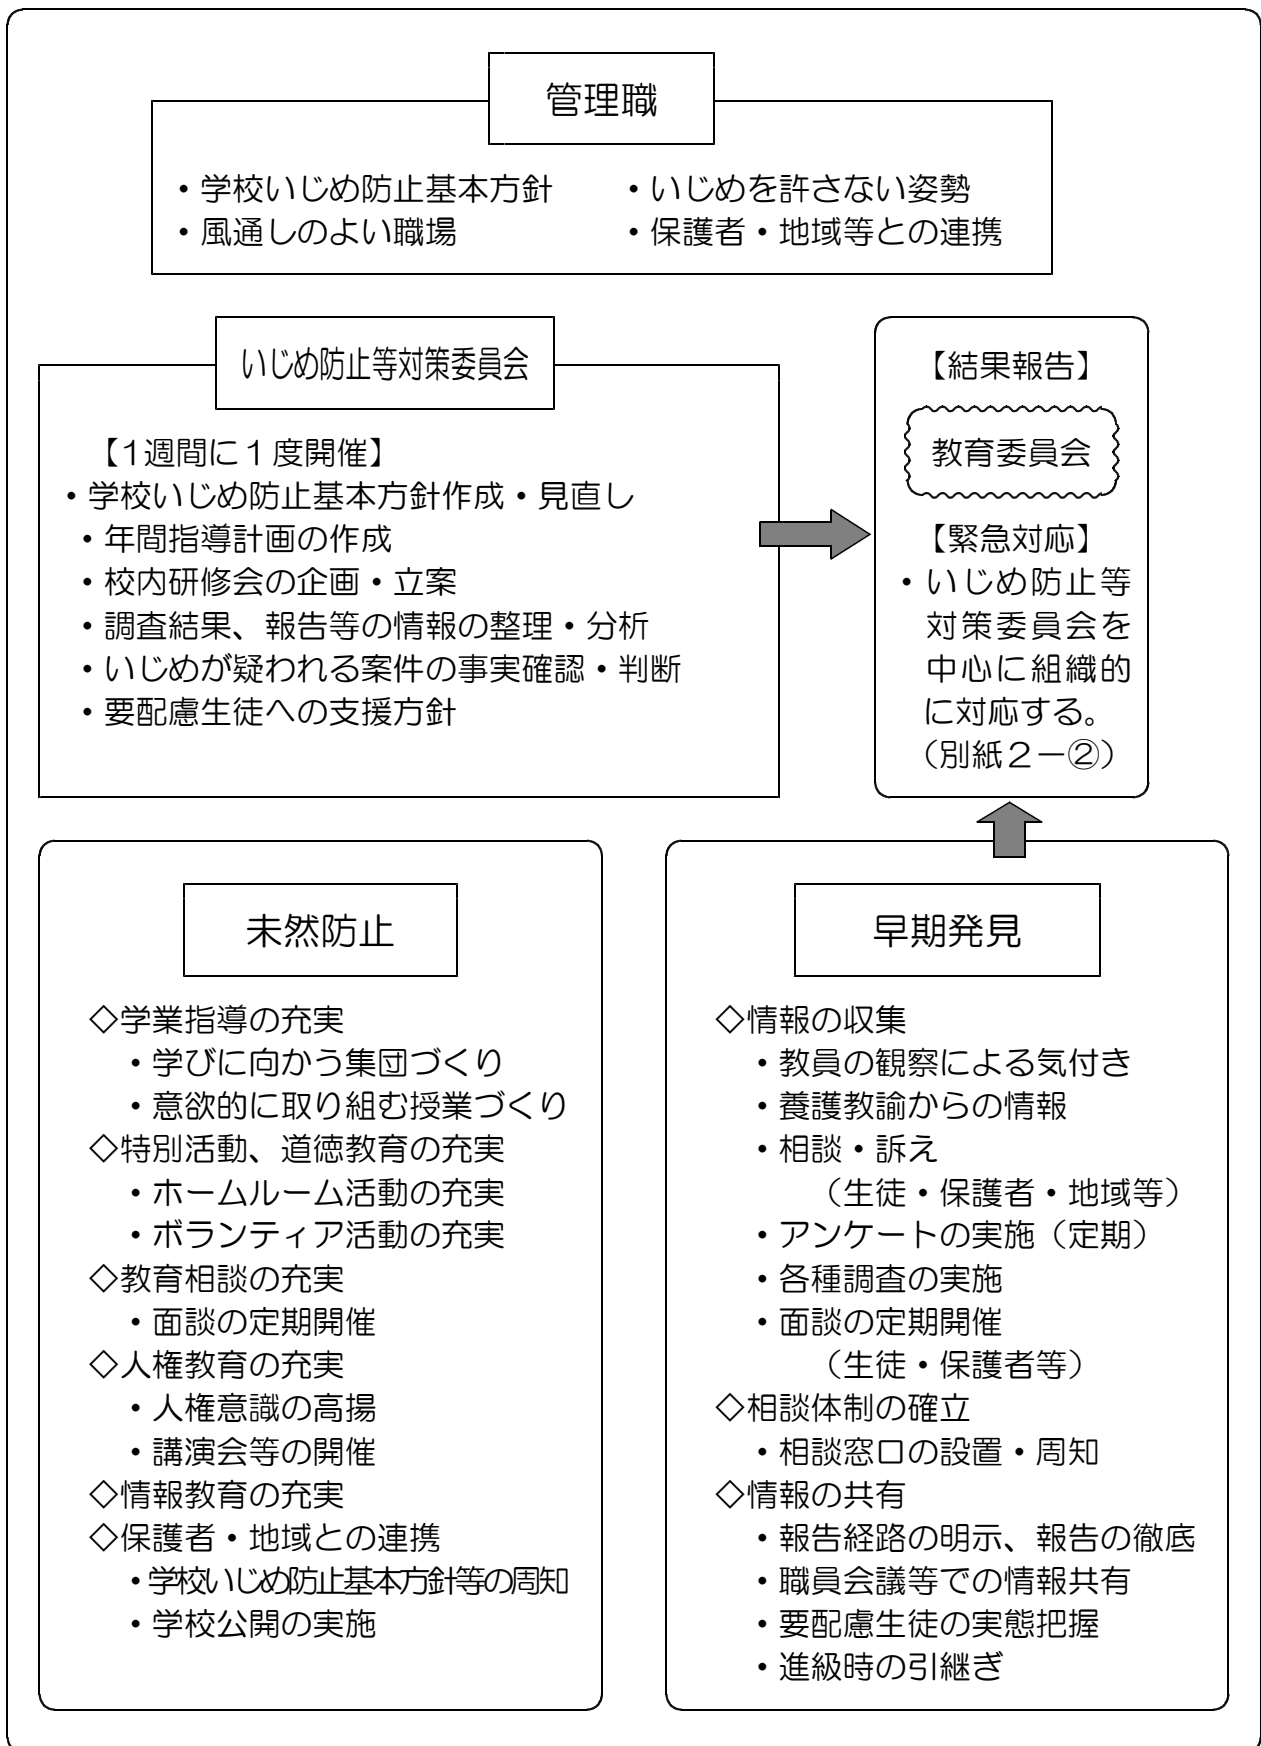 管理職
・学校いじめ防止基本方針　・いじめを許さない姿勢
・風通しのよい職場　・保護者・地域等との連携
いじめ防止等対策委員会
【1週間に１度開催】
・学校いじめ防止基本方針作成・見直し
・年間指導計画の作成
・校内研修会の企画・立案
・調査結果、報告等の情報の整理・分析
・いじめが疑われる案件の事実確認・判断
・要配慮生徒への支援方針
【結果報告】
教育委員会
【緊急対応】
・いじめ防止等
対策委員会を
中心に組織的
に対応する。
（別紙２－②）
未然防止
◇学業指導の充実
・学びに向かう集団づくり
・意欲的に取り組む授業づくり
◇特別活動、道徳教育の充実
・ホームルーム活動の充実
・ボランティア活動の充実
◇教育相談の充実
・面談の定期開催
◇人権教育の充実
・人権意識の高揚
・講演会等の開催
◇情報教育の充実
◇保護者・地域との連携
・学校いじめ防止基本方針等の周知
・学校公開の実施
早期発見
◇情報の収集
・教員の観察による気付き
・養護教諭からの情報
・相談・訴え
（生徒・保護者・地域等）
・アンケートの実施（定期）
・各種調査の実施
・面談の定期開催
（生徒・保護者等）
◇相談体制の確立
・相談窓口の設置・周知
◇情報の共有
・報告経路の明示、報告の徹底
・職員会議等での情報共有
・要配慮生徒の実態把握
・進級時の引継ぎ